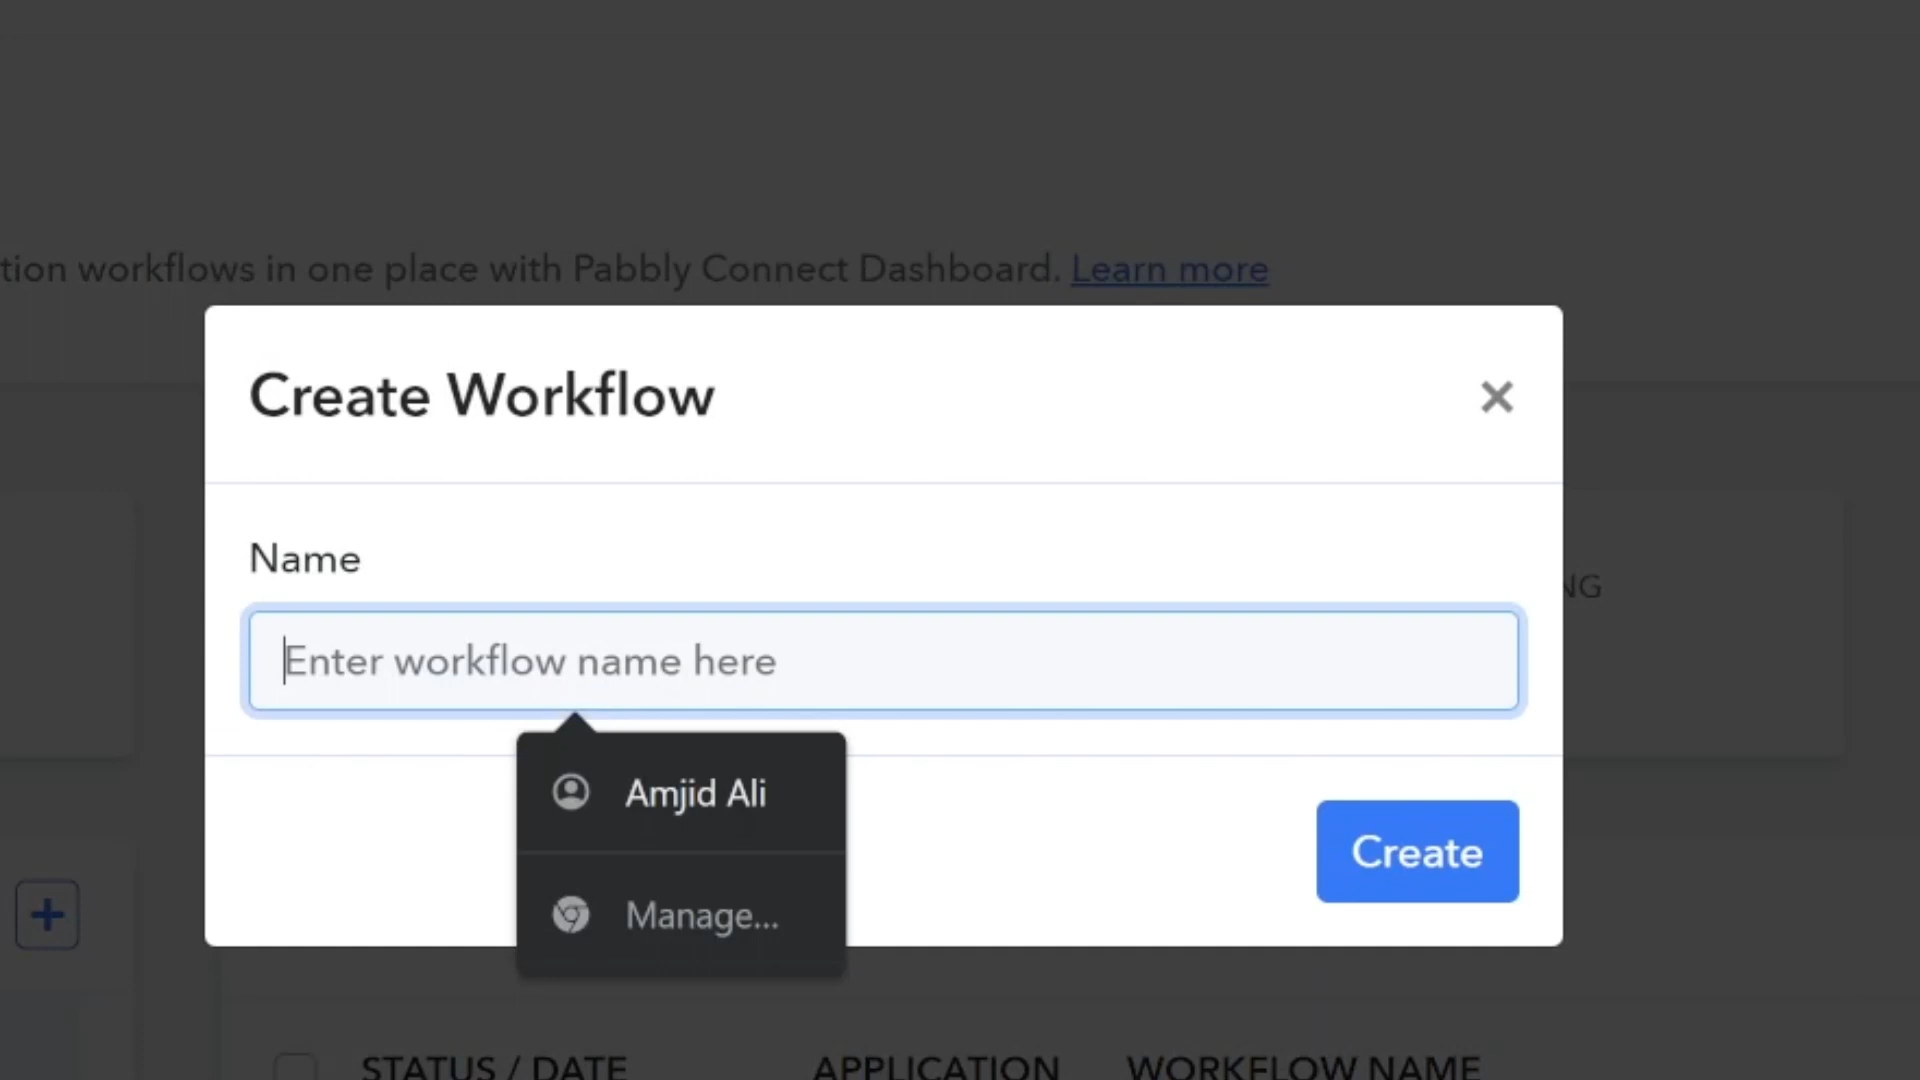 tion workflows in one place with Pabbly Connect Dashboard. Learn more
Create Workflow
Name
NG
Enter workflow name here
Amjid Ali
Create
Manage...
STATUS / DATE APPLICATION WORKFLOW NAME